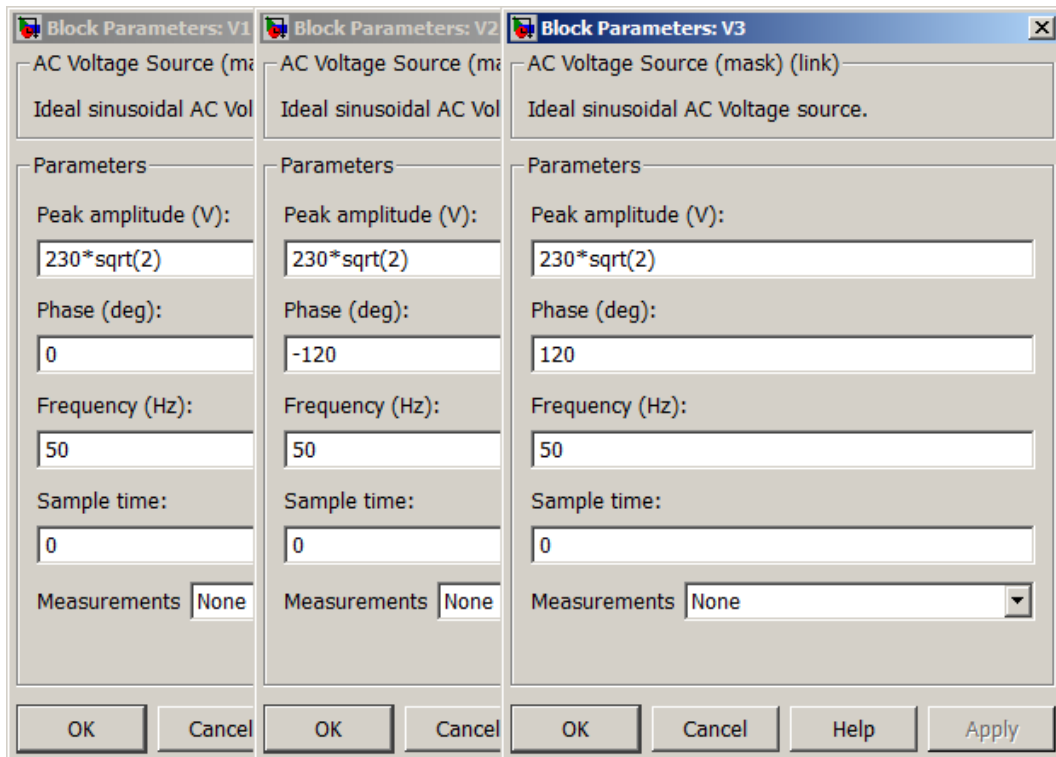 Block Parameters: V1
AC Voltage Source (ma
Ideal sinusoidal AC Vol
Parameters
Peak amplitude (V):
230*sqrt(2)
Phase (deg):
0
Frequency (Hz):
50
Sample time:
0
Measurements None
OK Cancel
Block Parameters: V2
AC Voltage Source (ma
Ideal sinusoidal AC Vol
Parameters
Peak amplitude (V):
230*sqrt(2)
Phase (deg):
-120
Frequency (Hz):
50
Sample time:
0
Measurements None
OK Cancel
Block Parameters: V3
AC Voltage Source (mask) (link)
Ideal sinusoidal AC Voltage source.
Parameters
Peak amplitude (V):
230*sqrt(2)
Phase (deg):
120
Frequency (Hz):
50
Sample time:
0
Measurements None
OK Cancel Help Apply